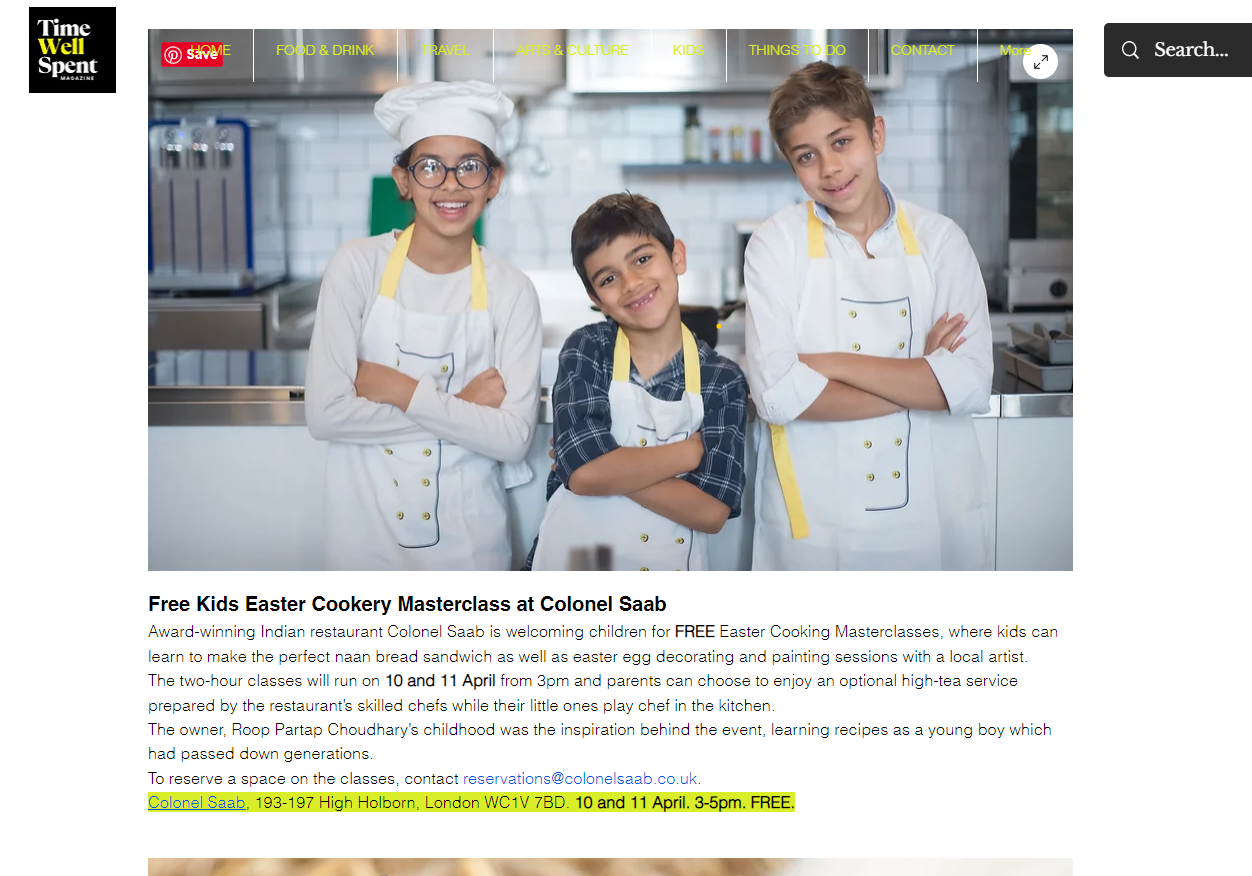 Time
Well
Spent
MAGAZINE
Save
HOME
FOOD & DRINK
TRAVEL
ARTS & CULTURE
KIDS
THINGS TO DO
CONTACT
More
Search...
Free Kids Easter Cookery Masterclass at Colonel Saab
Award-winning Indian restaurant Colonel Saab is welcoming children for FREE Easter Cooking Masterclasses, where kids can
learn to make the perfect naan bread sandwich as well as easter egg decorating and painting sessions with a local artist.
The two-hour classes will run on 10 and 11 April from 3pm and parents can choose to enjoy an optional high-tea service
prepared by the restaurant's skilled chefs while their little ones play chef in the kitchen.
The owner, Roop Partap Choudhary's childhood was the inspiration behind the event, learning recipes as a young boy which
had passed down generations.
To reserve a space on the classes, contact reservations@colonelsaab.co.uk.
Colonel Saab, 193-197 High Holborn, London WC1V 7BD. 10 and 11 April. 3-5pm. FREE.